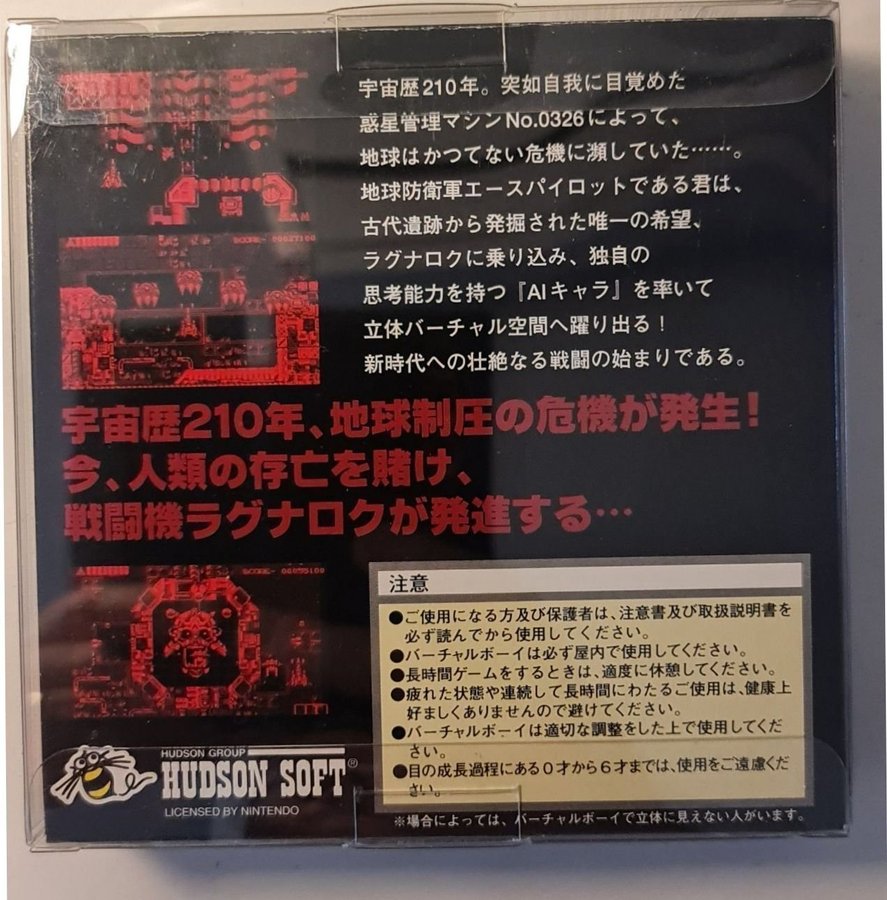 宇宙歴210年。突如自我に目覚めた
惑星管理マシンNo.0326によって、
地球はかつてない危機に瀕していた……。
地球防衛軍エースパイロットである君は、
古代遺跡から発掘された唯一の希望、
ラグナロクに乗り込み、独自の
思考能力を持つ『AIキャラ』を率いて
立体バーチャル空間へ躍り出る！
新時代への壮絶なる戦闘の始まりである。
宇宙歴210年、地球制圧の危機が発生！
今、人類の存亡を賭け、
戦闘機ラグナロクが発進する…
注意
●ご使用になる方及び保護者は、注意書及び取扱説明書を
必ず読んでから使用してください。
●バーチャルボーイは必ず屋内で使用してください。
●長時間ゲームをするときは、適度に休憩してください。
●疲れた状態や連続して長時間にわたるご使用は、健康上
好ましくありませんので避けてください。
●バーチャルボーイは適切な調整をした上で使用してくだ
さい。
●目の成長過程にある0才から6才までは、使用をご遠慮くだ
さい。
※場合によっては、バーチャルボーイで立体に見えない人がいます。
HUDSON GROUP
HUDSON SOFT®
LICENSED BY NINTENDO